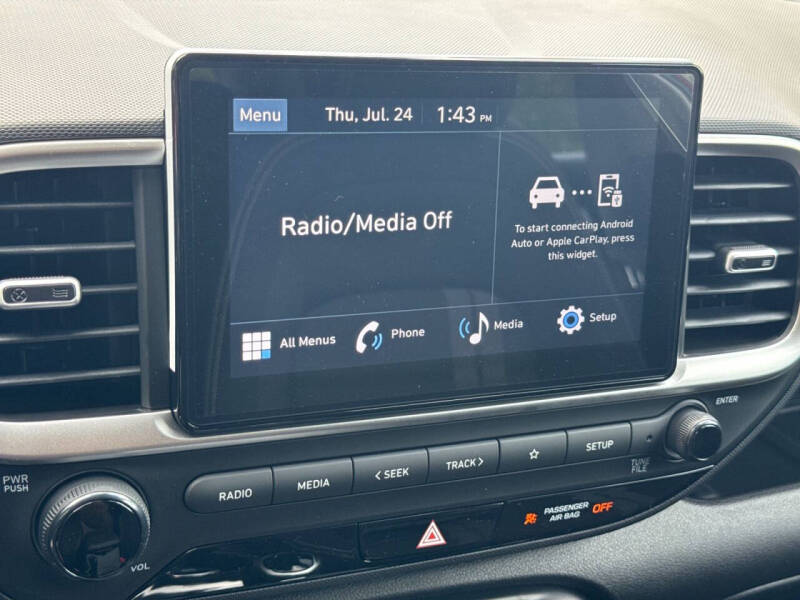 Menu Thu, Jul. 24 1:43 PM
Radio/Media Off
To start connecting Android
Auto or Apple CarPlay, press
this widget.
All Menus Phone Media Setup
ENTER
PWR
PUSH
RADIO MEDIA < SEEK TRACK > SETUP
TUNE
FILE
VOL
PASSENGER
AIR BAG OFF